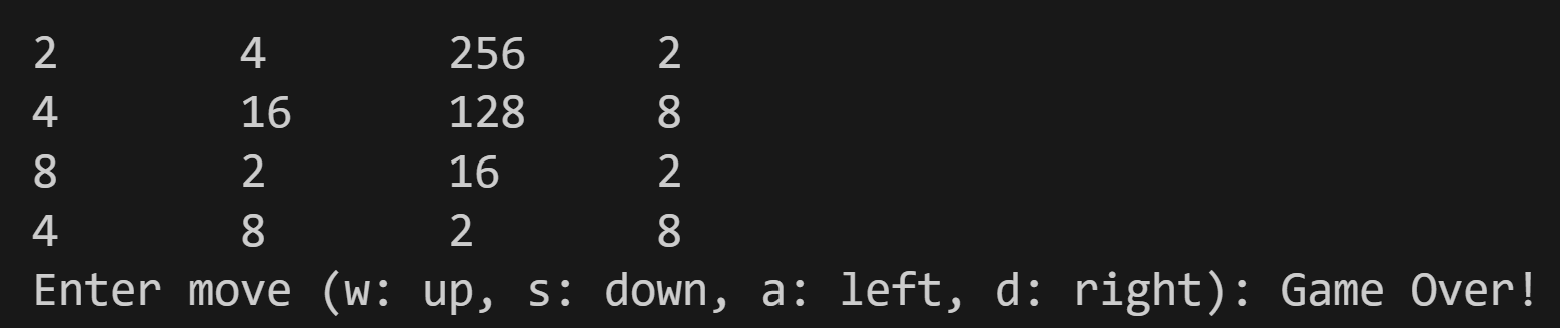 2 4 256 2
4 16 128 8
8 2 16 2
4 8 2 8
Enter move (w: up, s: down, a: left, d: right): Game Over!